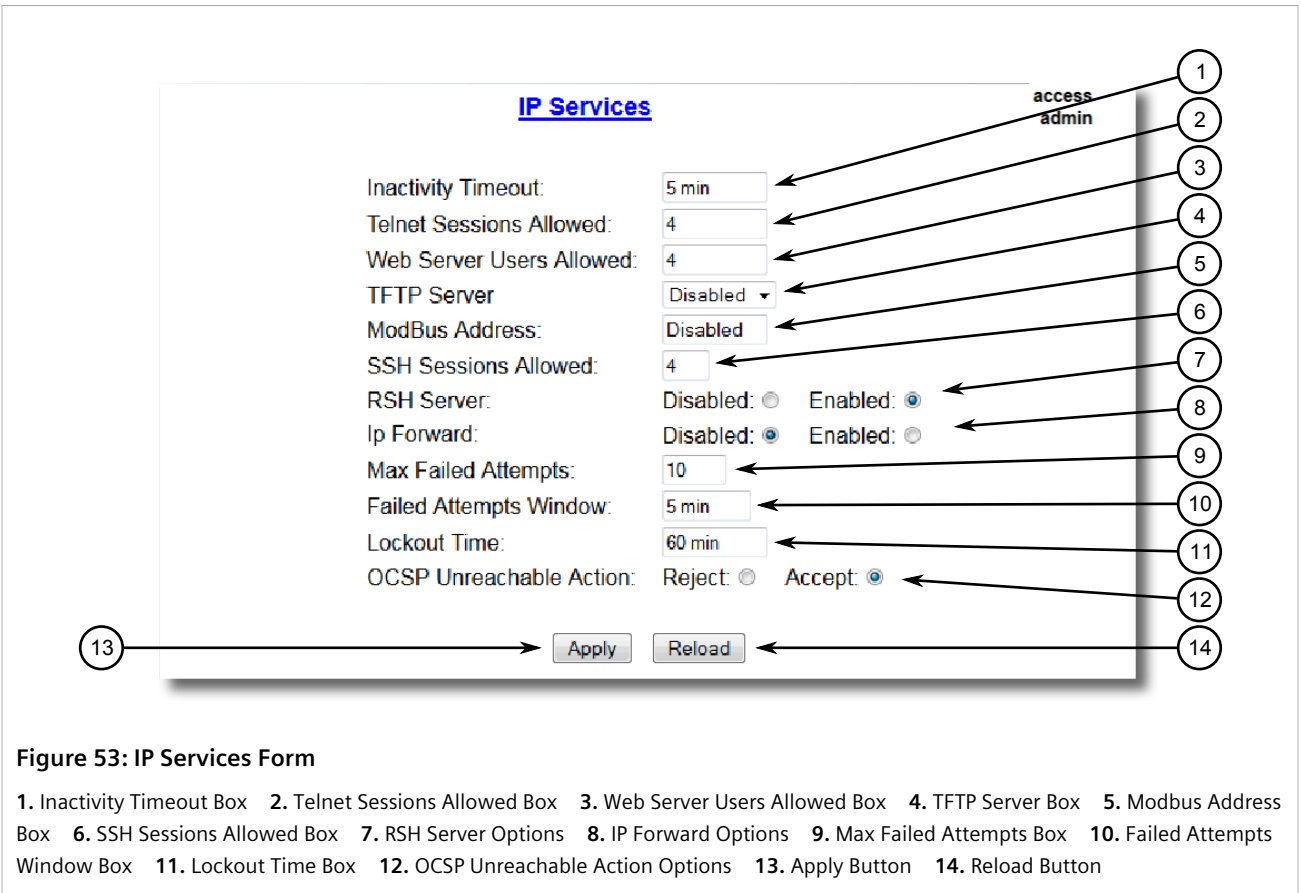 1
IP Services
access
admin
2
3
Inactivity Timeout: 5 min
4
Telnet Sessions Allowed: 4
Web Server Users Allowed: 4
5
TFTP Server Disabled
6
ModBus Address: Disabled
SSH Sessions Allowed: 4
7
RSH Server: Disabled: Enabled:
8
Ip Forward: Disabled: Enabled:
9
Max Failed Attempts: 10
10
Failed Attempts Window: 5 min
11
Lockout Time: 60 min
OCSP Unreachable Action: Reject: Accept:
12
13 Apply Reload 14
Figure 53: IP Services Form
1. Inactivity Timeout Box 2. Telnet Sessions Allowed Box 3. Web Server Users Allowed Box 4. TFTP Server Box 5. Modbus Address
Box 6. SSH Sessions Allowed Box 7. RSH Server Options 8. IP Forward Options 9. Max Failed Attempts Box 10. Failed Attempts
Window Box 11. Lockout Time Box 12. OCSP Unreachable Action Options 13. Apply Button 14. Reload Button